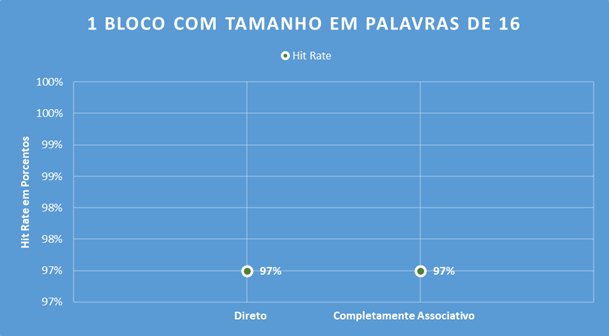 1 BLOCO COM TAMANHO EM PALAVRAS DE 16
Hit Rate
Hit Rate em Porcentos
100%
100%
99%
99%
98%
98%
97%
97%
97%
97%
Direto
Completamente Associativo